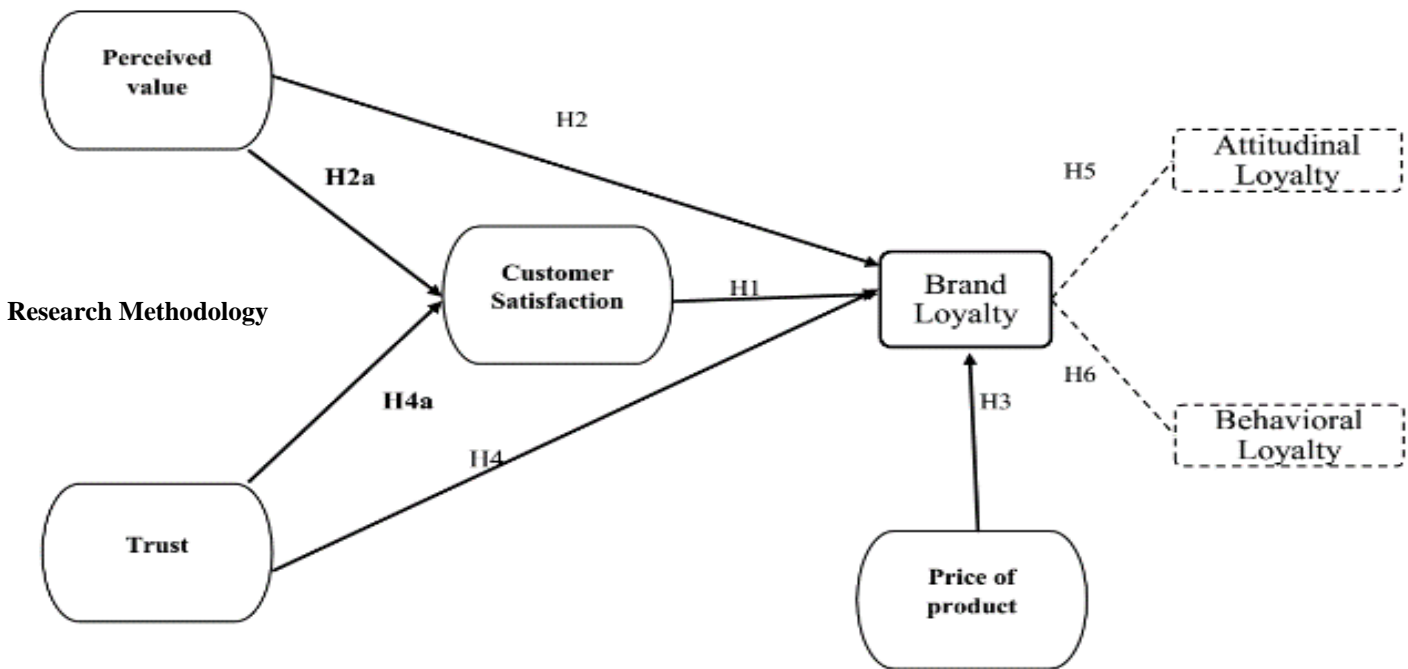 Perceived
value
H2
H2a
Attitudinal
Loyalty
H5
Customer
Satisfaction
H1
Brand
Loyalty
Research Methodology
H4a
H4
H3
H6
Behavioral
Loyalty
Trust
Price of
product